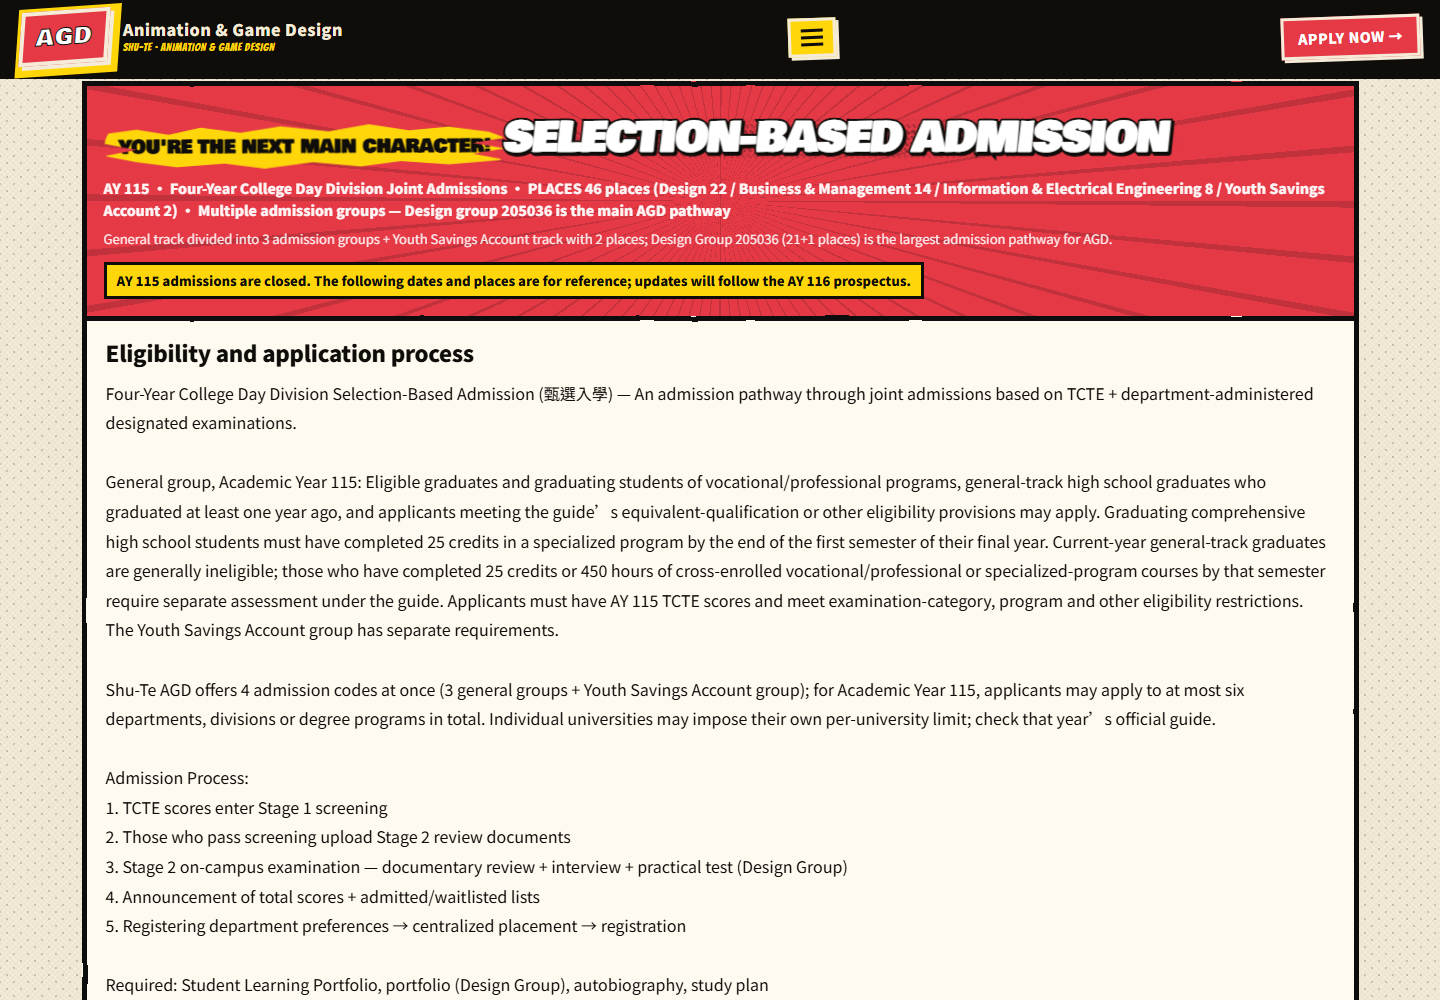 AGD
Animation & Game Design
SHU-TE · ANIMATION & GAME DESIGN
APPLY NOW →
YOU'RE THE NEXT MAIN CHARACTER! SELECTION-BASED ADMISSION
AY 115 • Four-Year College Day Division Joint Admissions • PLACES 46 places (Design 22 / Business & Management 14 / Information & Electrical Engineering 8 / Youth Savings
Account 2) • Multiple admission groups — Design group 205036 is the main AGD pathway
General track divided into 3 admission groups + Youth Savings Account track with 2 places; Design Group 205036 (21+1 places) is the largest admission pathway for AGD.
AY 115 admissions are closed. The following dates and places are for reference; updates will follow the AY 116 prospectus.
Eligibility and application process
Four-Year College Day Division Selection-Based Admission (甄選入學) — An admission pathway through joint admissions based on TCTE + department-administered
designated examinations.
General group, Academic Year 115: Eligible graduates and graduating students of vocational/professional programs, general-track high school graduates who
graduated at least one year ago, and applicants meeting the guide’s equivalent-qualification or other eligibility provisions may apply. Graduating comprehensive
high school students must have completed 25 credits in a specialized program by the end of the first semester of their final year. Current-year general-track graduates
are generally ineligible; those who have completed 25 credits or 450 hours of cross-enrolled vocational/professional or specialized-program courses by that semester
require separate assessment under the guide. Applicants must have AY 115 TCTE scores and meet examination-category, program and other eligibility restrictions.
The Youth Savings Account group has separate requirements.
Shu-Te AGD offers 4 admission codes at once (3 general groups + Youth Savings Account group); for Academic Year 115, applicants may apply to at most six
departments, divisions or degree programs in total. Individual universities may impose their own per-university limit; check that year’s official guide.
Admission Process:
1. TCTE scores enter Stage 1 screening
2. Those who pass screening upload Stage 2 review documents
3. Stage 2 on-campus examination — documentary review + interview + practical test (Design Group)
4. Announcement of total scores + admitted/waitlisted lists
5. Registering department preferences → centralized placement → registration
Required: Student Learning Portfolio, portfolio (Design Group), autobiography, study plan